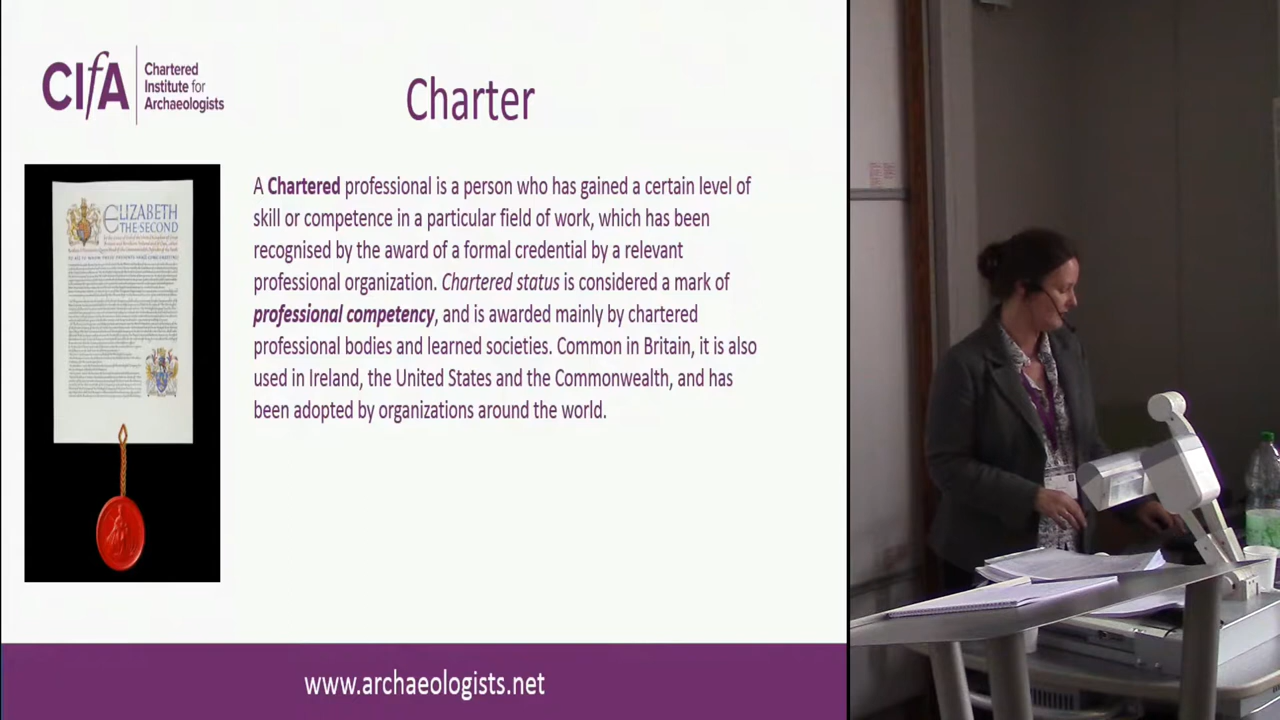 CIfA
Chartered
Institute for
Archaeologists
Charter
ELIZABETH
THE SECOND
A Chartered professional is a person who has gained a certain level of
skill or competence in a particular field of work, which has been
recognised by the award of a formal credential by a relevant
professional organization. Chartered status is considered a mark of
professional competency, and is awarded mainly by chartered
professional bodies and learned societies. Common in Britain, it is also
used in Ireland, the United States and the Commonwealth, and has
been adopted by organizations around the world.
www.archaeologists.net